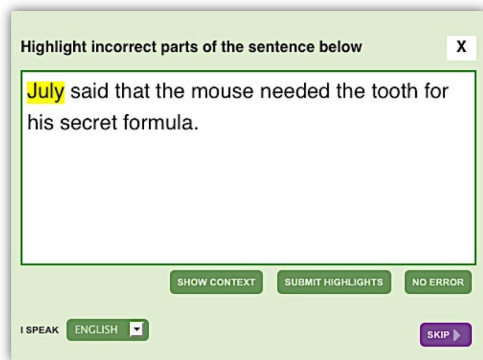 Highlight incorrect parts of the sentence below
X
July said that the mouse needed the tooth for
his secret formula.
SHOW CONTEXT SUBMIT HIGHLIGHTS NO ERROR
I SPEAK ENGLISH SKIP